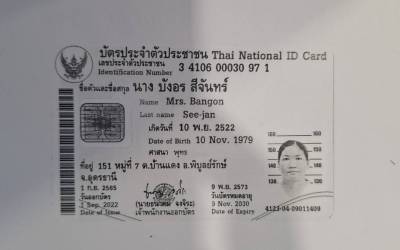 บัตรประจำตัวประชาชน Thai National ID Card
เลขประจำตัวประชาชน 3 4106 00030 97 1
Identification Number
ชื่อตัวและชื่อสกุล นาง บังอร สีจันทร์
Name Mrs. Bangon
Last name See-jan
เกิดวันที่ 10 พ.ย. 2522
Date of Birth 10 Nov. 1979
ศาสนา พุทธ
ที่อยู่ 151 หมู่ที่ 7 ต.บ้านแดง อ.พิบูลย์รักษ์
จ.อุดรธานี
1 ก.ย. 2565
วันออกบัตร
1 Sep. 2022
Date of Issue
เจ้าพนักงานออกบัตร
9 พ.ย. 2573
วันบัตรหมดอายุ
9 Nov. 2030
Date of Expiry
160 160
150 150
4123-04-09011409